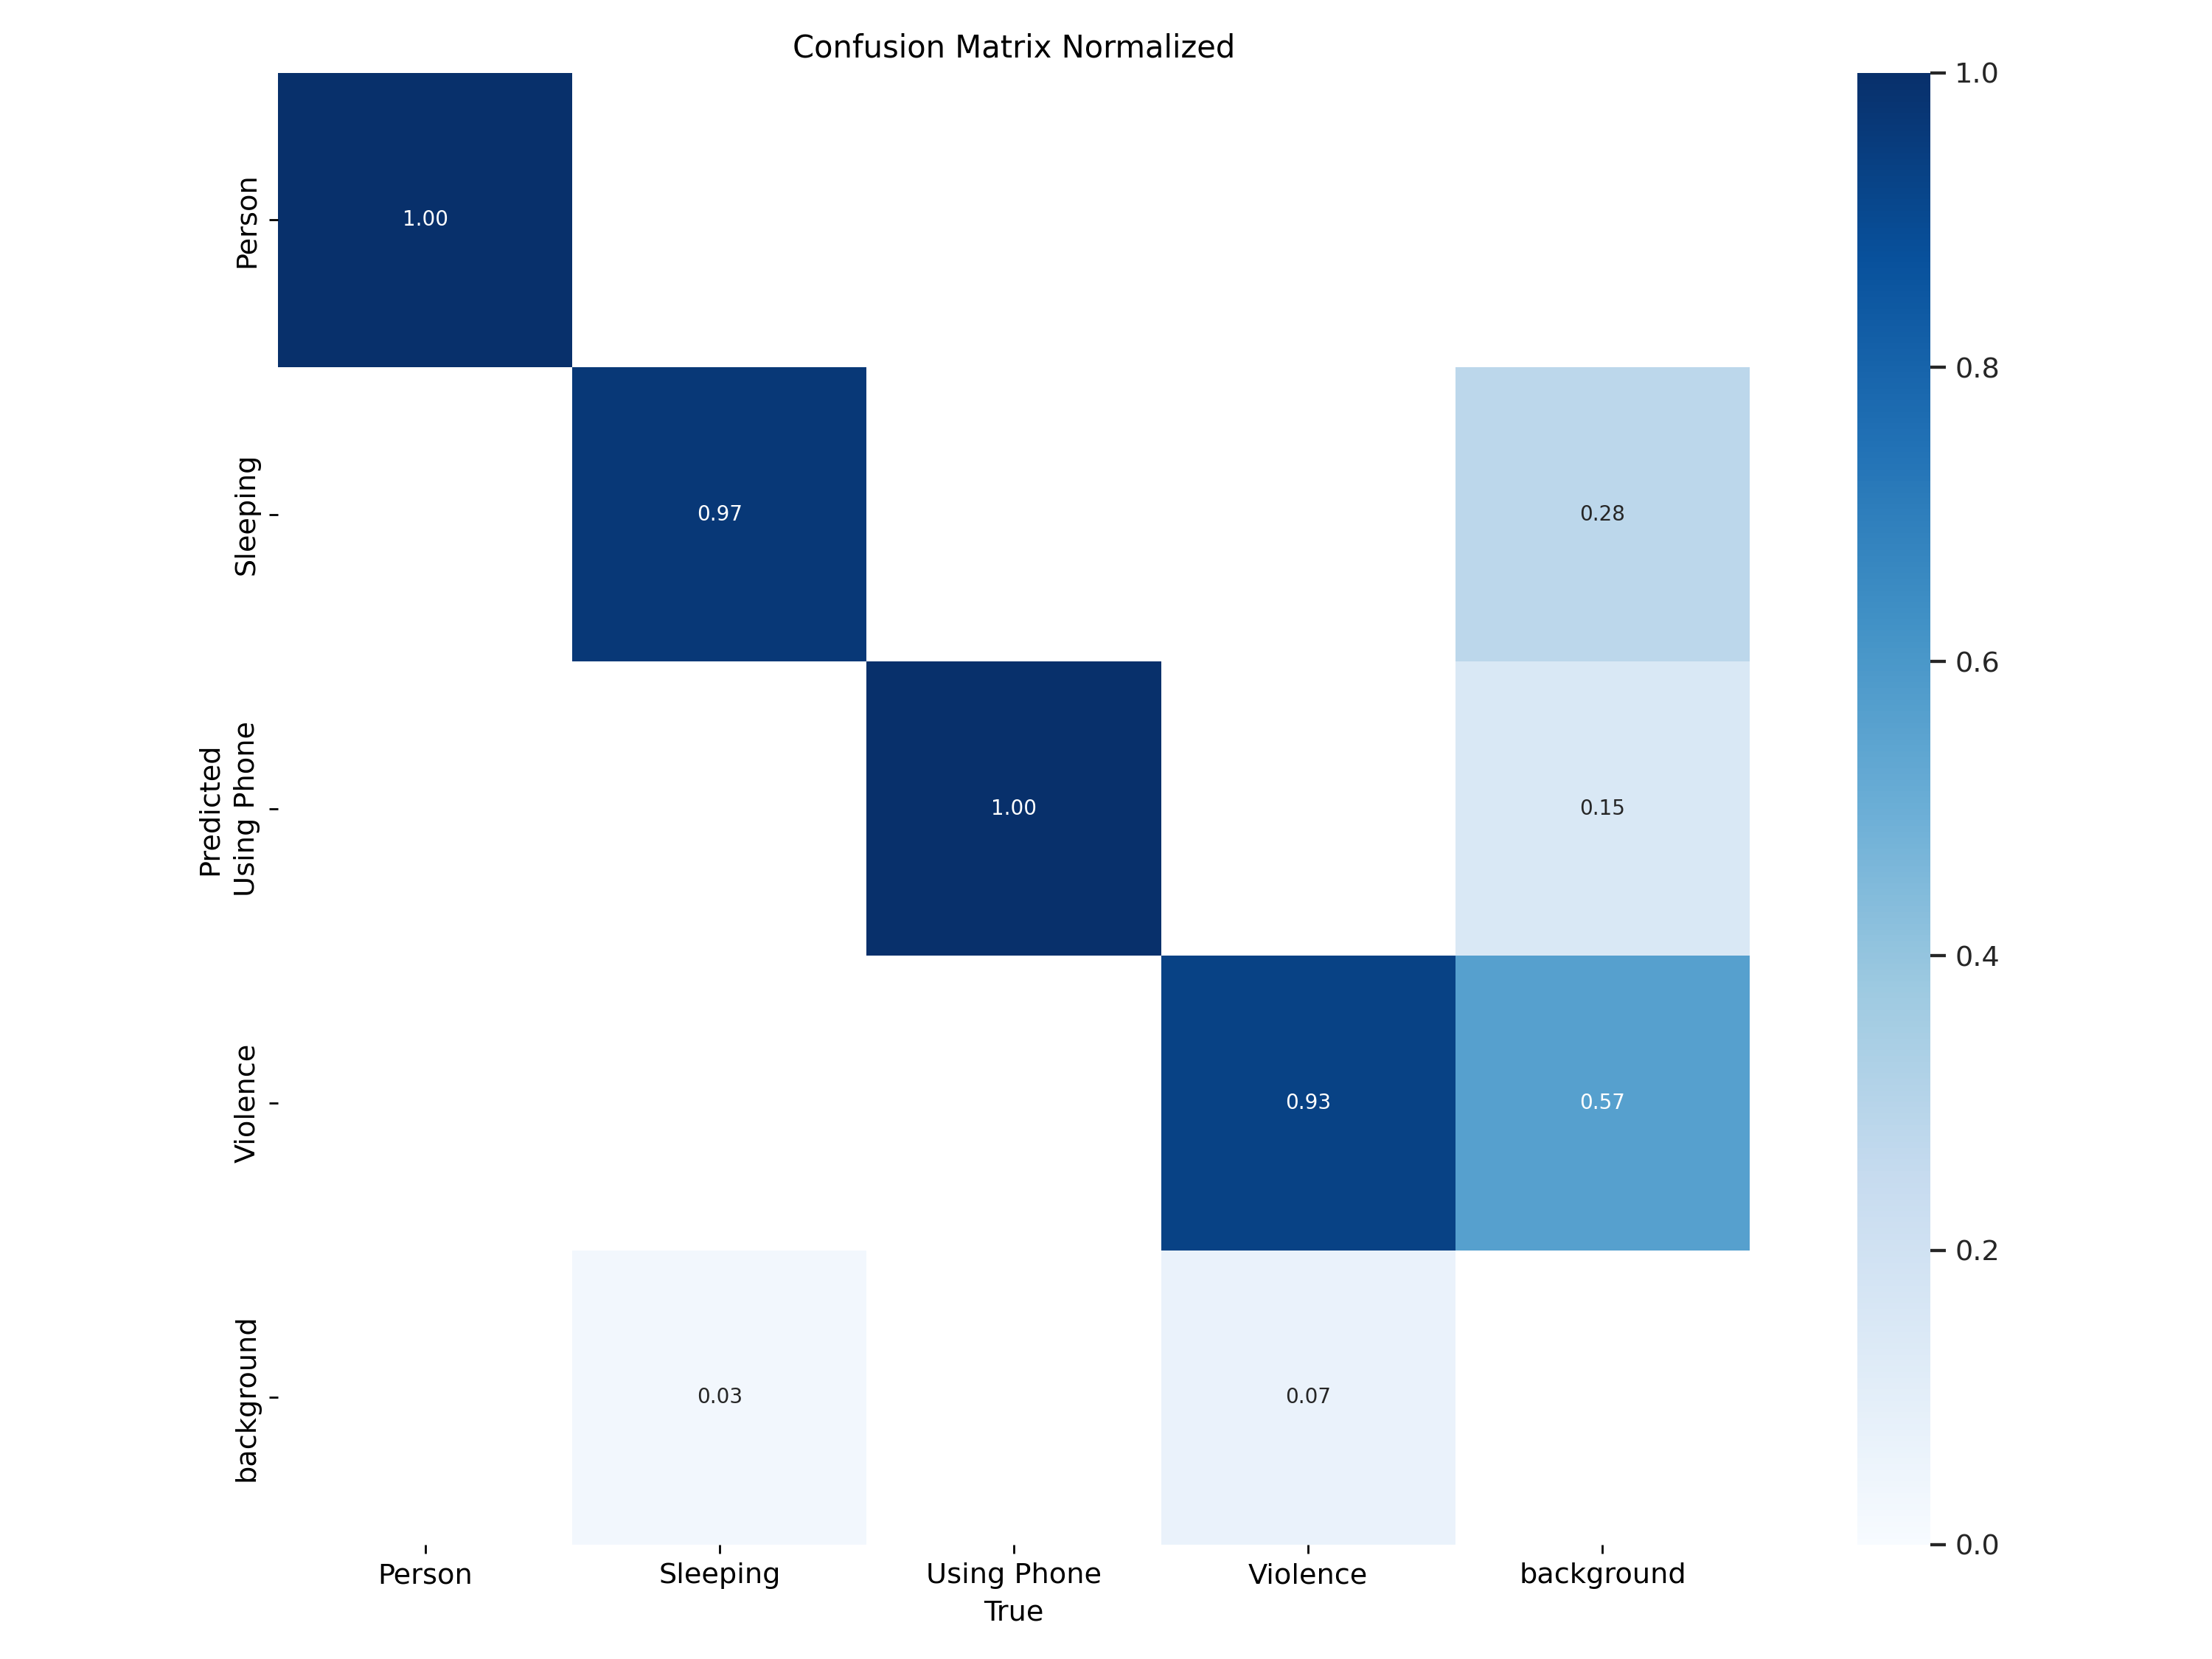 Confusion Matrix Normalized
Predicted
Person
Sleeping
Using Phone
Violence
background
1.00
0.97
0.28
1.00
0.15
0.93
0.57
0.03
0.07
Person
Sleeping
Using Phone
Violence
background
True
1.0
0.8
0.6
0.4
0.2
0.0